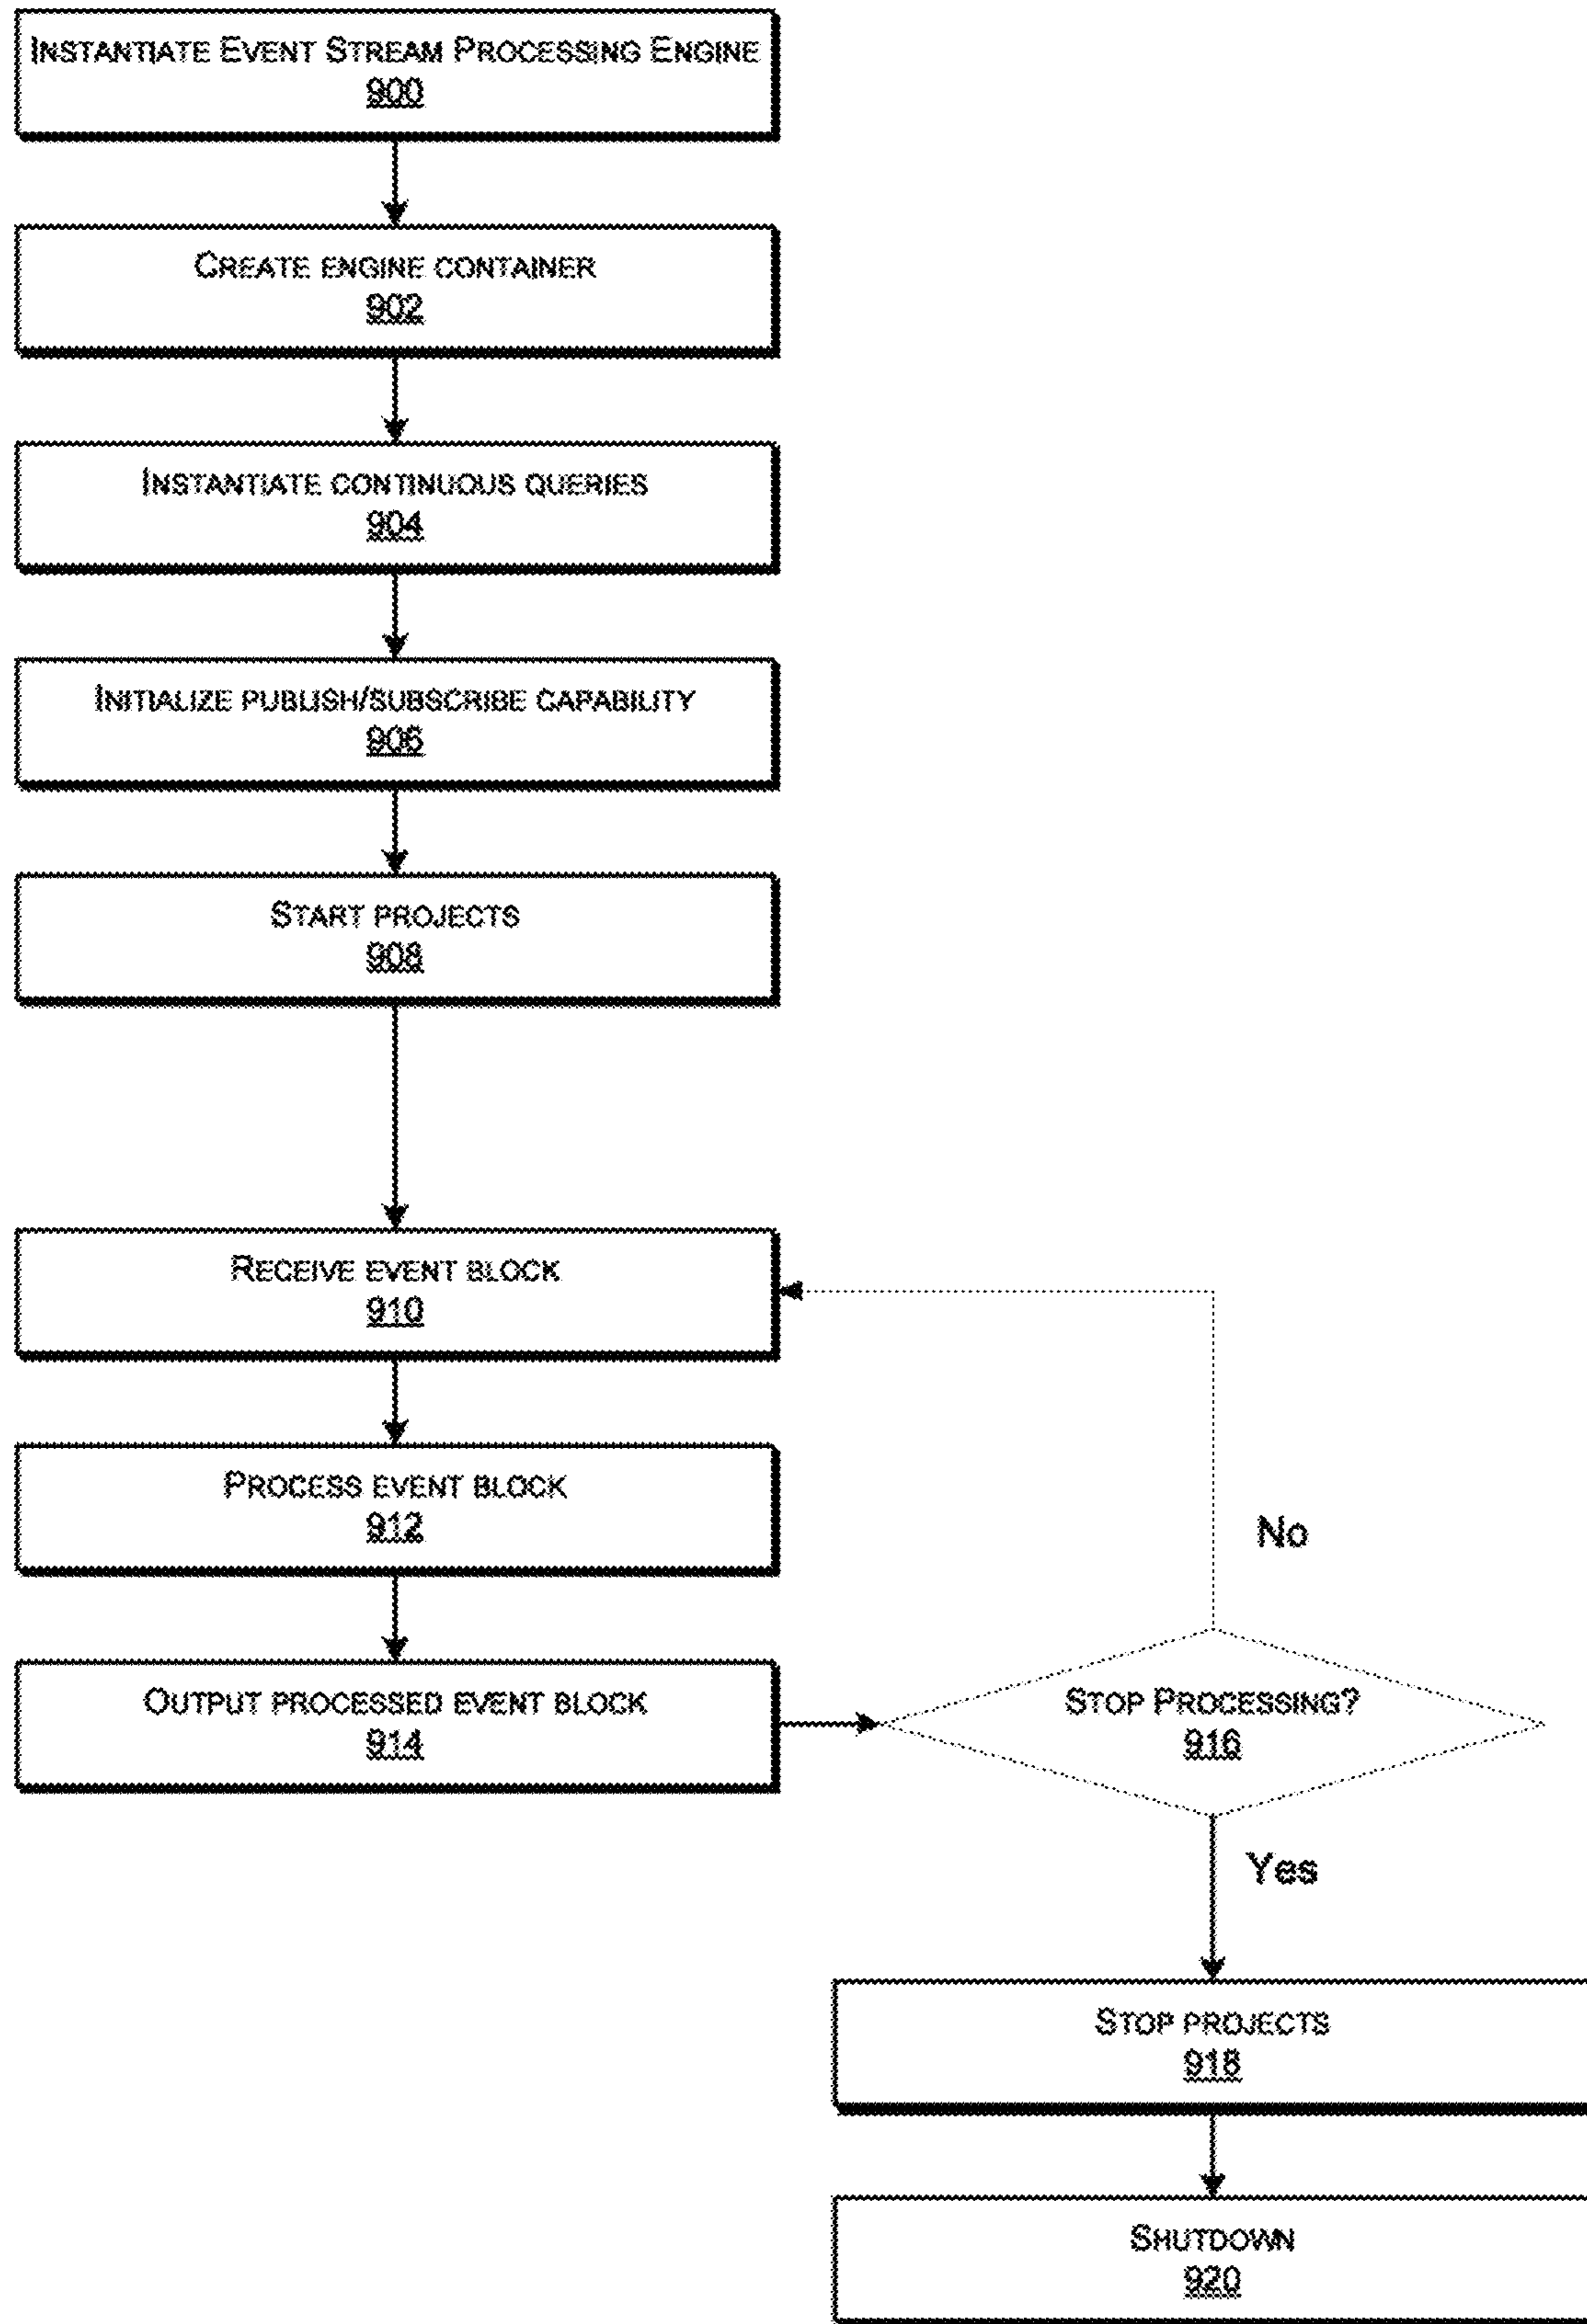 INSTANTIATE EVENT STREAM PROCESSING ENGINE
900
CREATE ENGINE CONTAINER
902
INSTANTIATE CONTINUOUS QUERIES
904
INITIALIZE PUBLISH/SUBSCRIBE CAPABILITY
906
START PROJECTS
908
RECEIVE EVENT BLOCK
910
PROCESS EVENT BLOCK
912
No
OUTPUT PROCESSED EVENT BLOCK
914
STOP PROCESSING?
916
Yes
STOP PROJECTS
918
SHUTDOWN
920